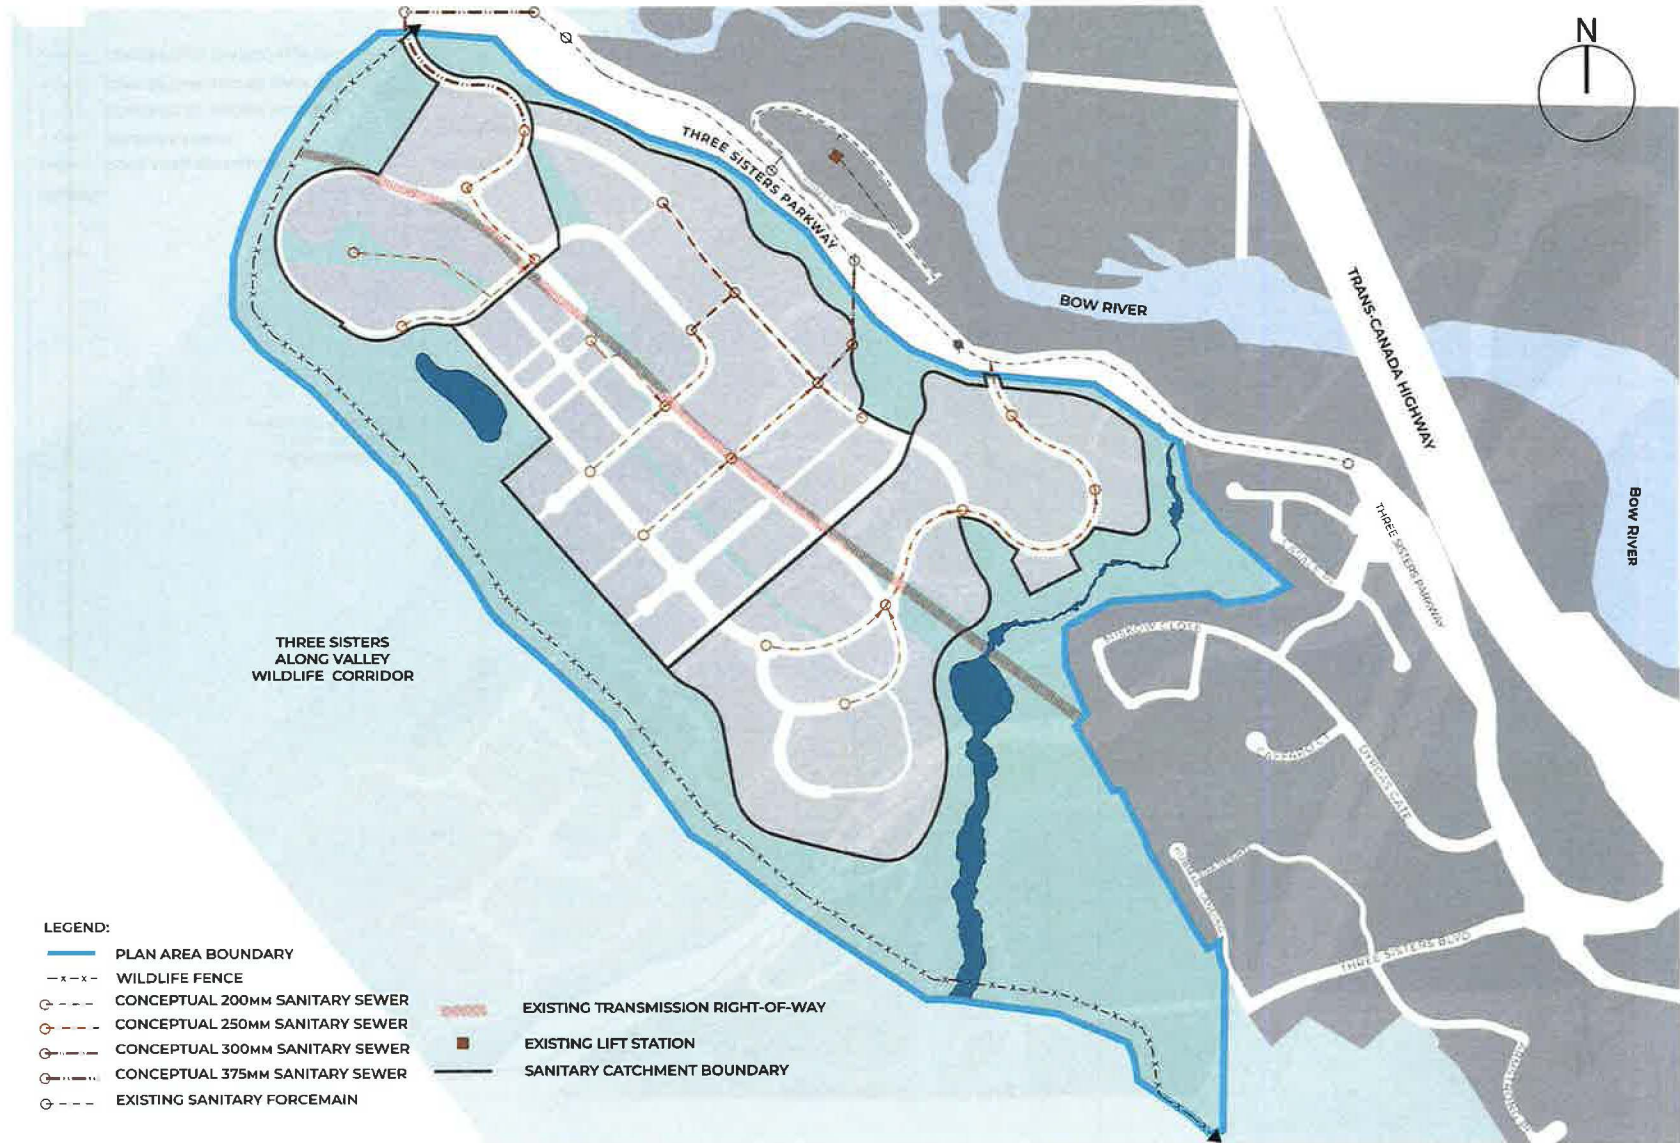 N
THREE SISTERS PARKWAY
BOW RIVER
TRANS-CANADA HIGHWAY
BOW RIVER
THREE SISTERS PARKWAY
THREE SISTERS
ALONG VALLEY
WILDLIFE CORRIDOR
DYRGAS GATE
THREE SISTERS BLVD
LEGEND:
PLAN AREA BOUNDARY
WILDLIFE FENCE
CONCEPTUAL 200MM SANITARY SEWER
CONCEPTUAL 250MM SANITARY SEWER
CONCEPTUAL 300MM SANITARY SEWER
CONCEPTUAL 375MM SANITARY SEWER
EXISTING SANITARY FORCEMAIN
EXISTING TRANSMISSION RIGHT-OF-WAY
EXISTING LIFT STATION
SANITARY CATCHMENT BOUNDARY